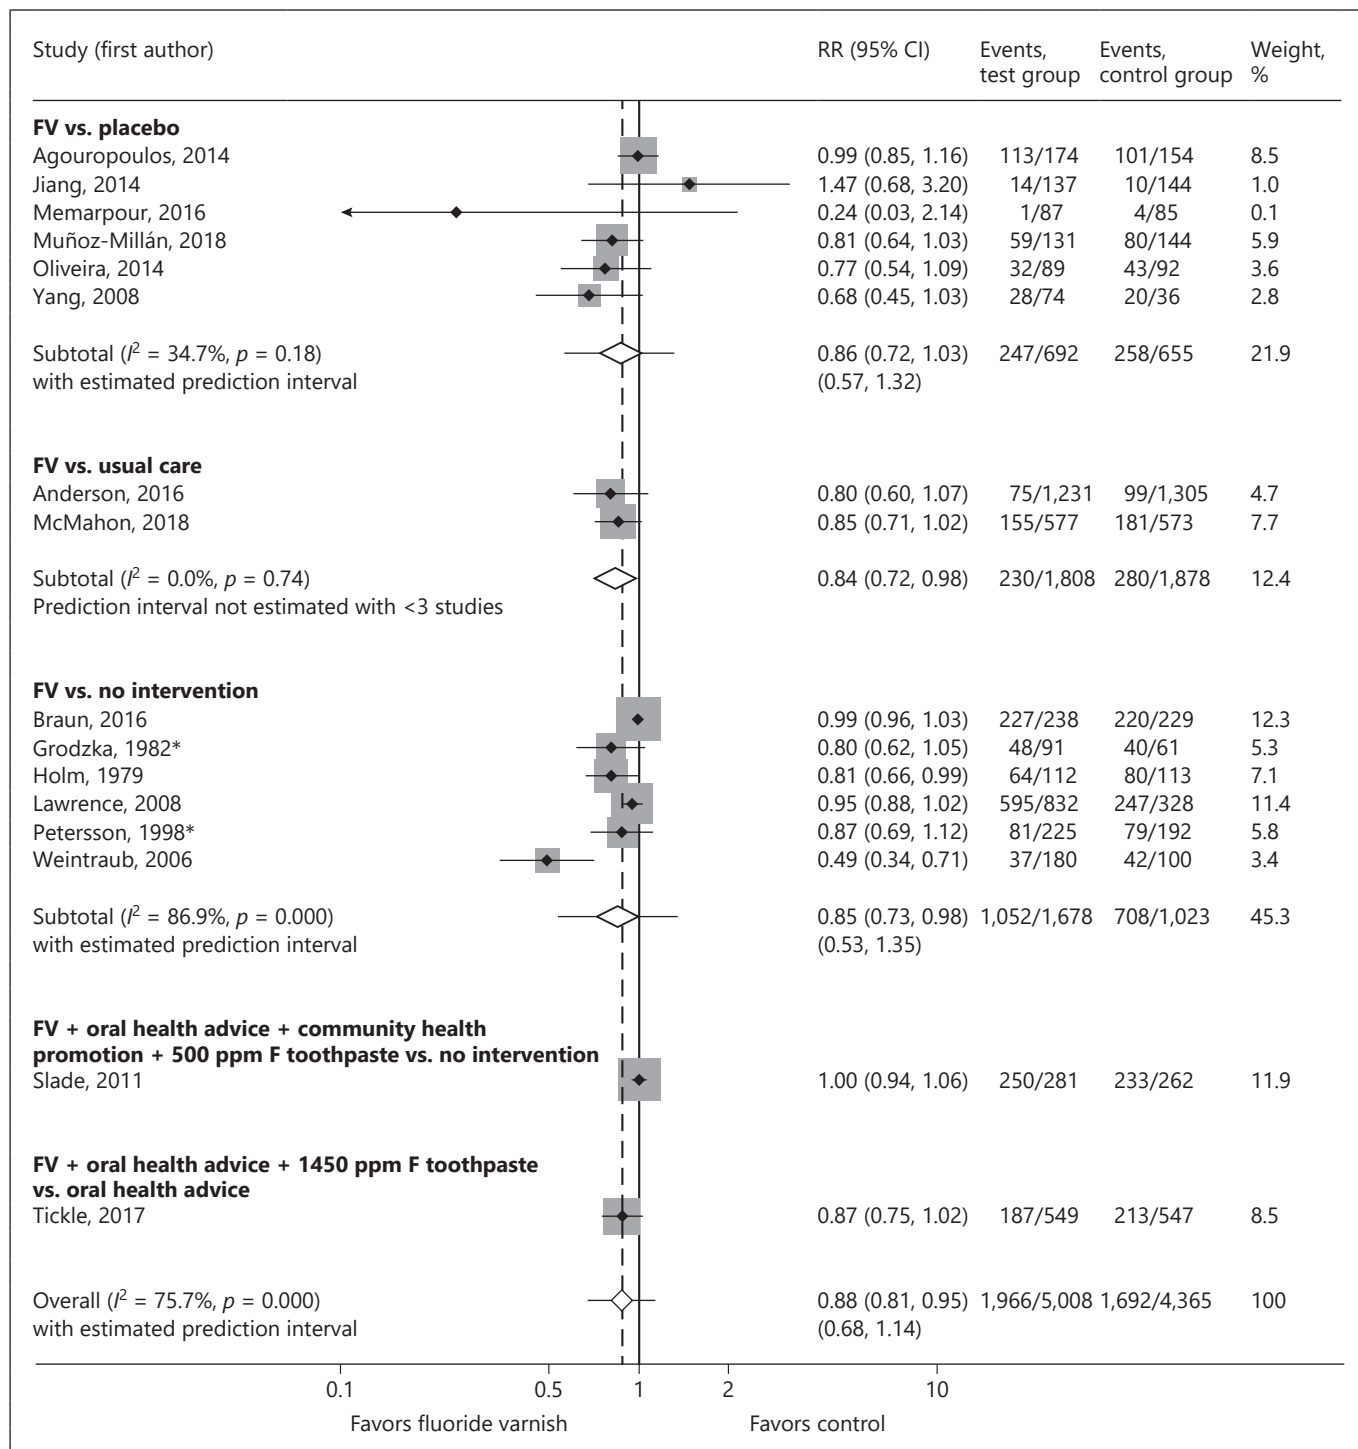 Study (first author) RR (95% CI) Events, test group Events, control group Weight, %
FV vs. placebo
Agouropoulos, 2014 0.99 (0.85, 1.16) 113/174 101/154 8.5
Jiang, 2014 1.47 (0.68, 3.20) 14/137 10/144 1.0
Memarpour, 2016 0.24 (0.03, 2.14) 1/87 4/85 0.1
Muñoz-Millán, 2018 0.81 (0.64, 1.03) 59/131 80/144 5.9
Oliveira, 2014 0.77 (0.54, 1.09) 32/89 43/92 3.6
Yang, 2008 0.68 (0.45, 1.03) 28/74 20/36 2.8
Subtotal (I² = 34.7%, p = 0.18) 0.86 (0.72, 1.03) 247/692 258/655 21.9
with estimated prediction interval (0.57, 1.32)
FV vs. usual care
Anderson, 2016 0.80 (0.60, 1.07) 75/1,231 99/1,305 4.7
McMahon, 2018 0.85 (0.71, 1.02) 155/577 181/573 7.7
Subtotal (I² = 0.0%, p = 0.74) 0.84 (0.72, 0.98) 230/1,808 280/1,878 12.4
Prediction interval not estimated with <3 studies
FV vs. no intervention
Braun, 2016 0.99 (0.96, 1.03) 227/238 220/229 12.3
Grodzka, 1982* 0.80 (0.62, 1.05) 48/91 40/61 5.3
Holm, 1979 0.81 (0.66, 0.99) 64/112 80/113 7.1
Lawrence, 2008 0.95 (0.88, 1.02) 595/832 247/328 11.4
Petersson, 1998* 0.87 (0.69, 1.12) 81/225 79/192 5.8
Weintraub, 2006 0.49 (0.34, 0.71) 37/180 42/100 3.4
Subtotal (I² = 86.9%, p = 0.000) 0.85 (0.73, 0.98) 1,052/1,678 708/1,023 45.3
with estimated prediction interval (0.53, 1.35)
FV + oral health advice + community health
promotion + 500 ppm F toothpaste vs. no intervention
Slade, 2011 1.00 (0.94, 1.06) 250/281 233/262 11.9
FV + oral health advice + 1450 ppm F toothpaste
vs. oral health advice
Tickle, 2017 0.87 (0.75, 1.02) 187/549 213/547 8.5
Overall (I² = 75.7%, p = 0.000) 0.88 (0.81, 0.95) 1,966/5,008 1,692/4,365 100
with estimated prediction interval (0.68, 1.14)
0.1 0.5 1 2 10
Favors fluoride varnish Favors control